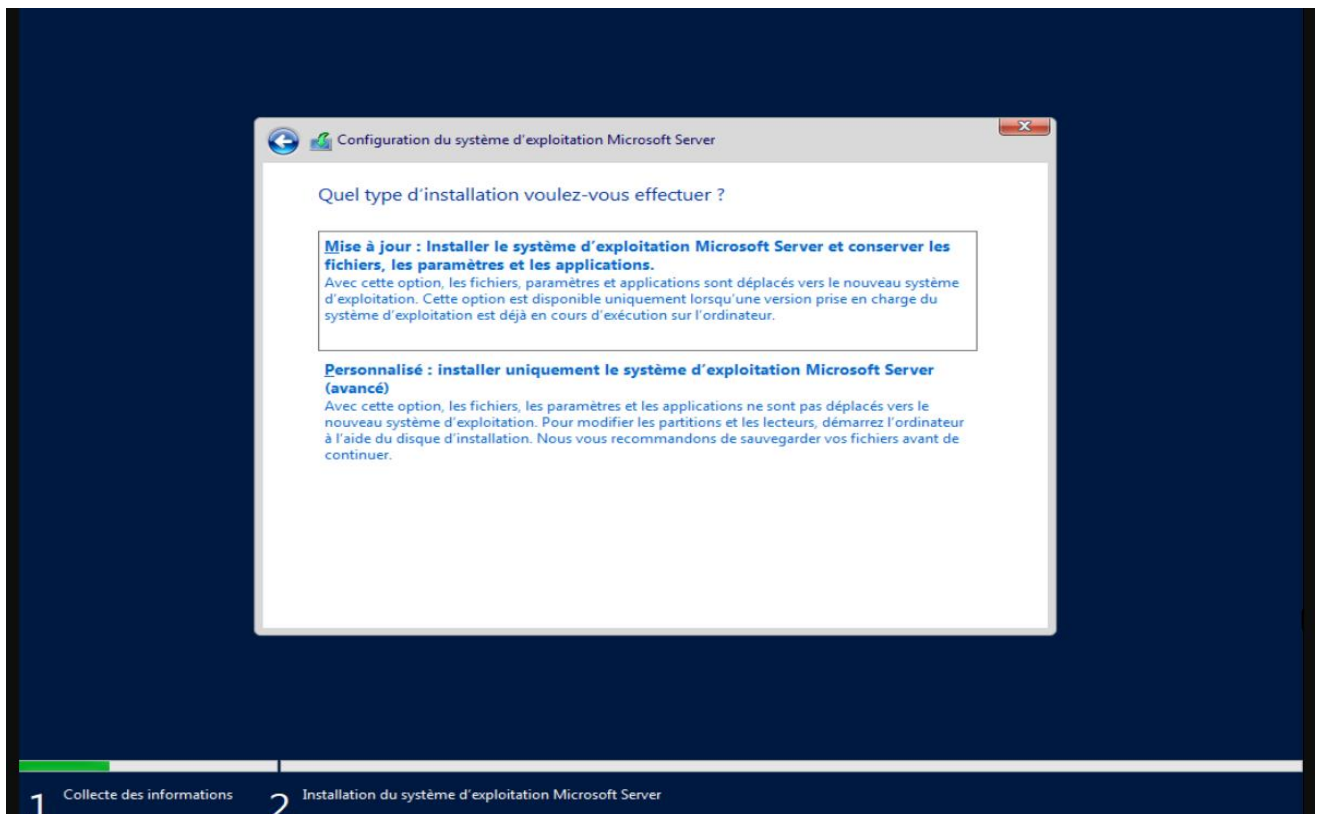 Configuration du système d'exploitation Microsoft Server
Quel type d'installation voulez-vous effectuer ?
Mise à jour : Installer le système d'exploitation Microsoft Server et conserver les
fichiers, les paramètres et les applications.
Avec cette option, les fichiers, paramètres et applications sont déplacés vers le nouveau système
d'exploitation. Cette option est disponible uniquement lorsqu'une version prise en charge du
système d'exploitation est déjà en cours d'exécution sur l'ordinateur.
Personnalisé : installer uniquement le système d'exploitation Microsoft Server
(avancé)
Avec cette option, les fichiers, les paramètres et les applications ne sont pas déplacés vers le
nouveau système d'exploitation. Pour modifier les partitions et les lecteurs, démarrez l'ordinateur
à l'aide du disque d'installation. Nous vous recommandons de sauvegarder vos fichiers avant de
continuer.
1 Collecte des informations 2 Installation du système d'exploitation Microsoft Server